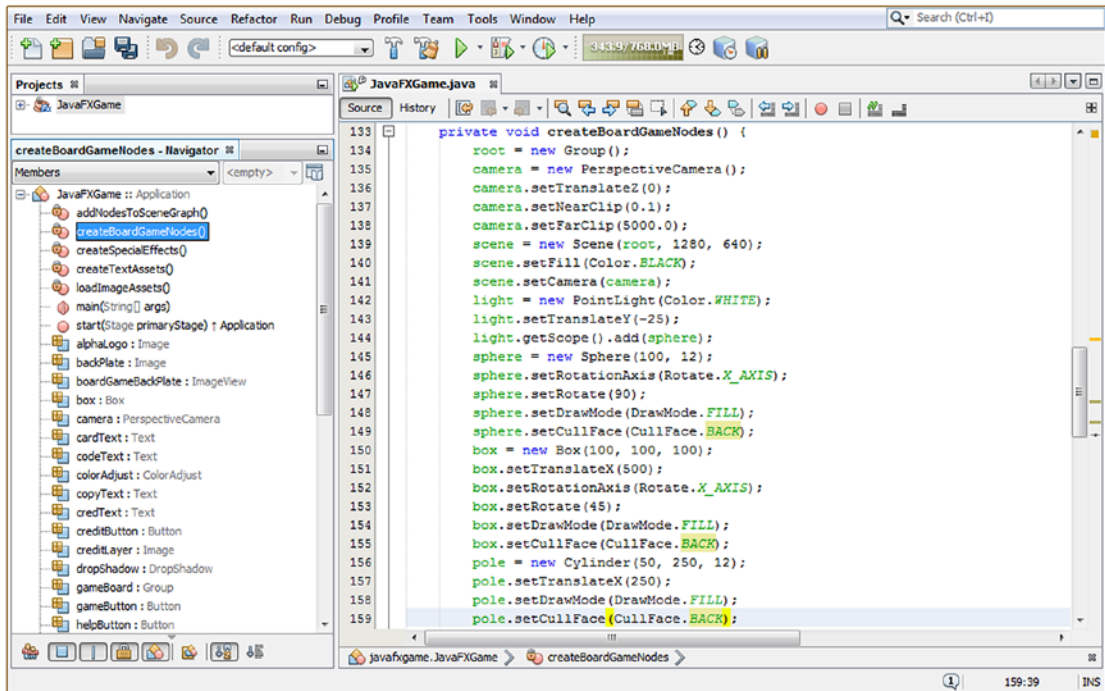 File Edit View Navigate Source Refactor Run Debug Profile Team Tools Window Help
Search (Ctrl+I)
<default config>
343.9/768.0MB
Projects
JavaFXGame
createBoardGameNodes - Navigator
Members
<empty>
JavaFXGame :: Application
addNodesToSceneGraph()
createBoardGameNodes()
createSpecialEffects()
createTextAssets()
loadImageAssets()
main(String[] args)
start(Stage primaryStage) ↑ Application
alphaLogo : Image
backPlate : Image
boardGameBackPlate : ImageView
box : Box
camera : PerspectiveCamera
cardText : Text
codeText : Text
colorAdjust : ColorAdjust
copyText : Text
credText : Text
creditButton : Button
creditLayer : Image
dropShadow : DropShadow
gameBoard : Group
gameButton : Button
helpButton : Button
JavaFXGame.java
Source History
133 private void createBoardGameNodes() {
134 root = new Group();
135 camera = new PerspectiveCamera();
136 camera.setTranslateZ(0);
137 camera.setNearClip(0.1);
138 camera.setFarClip(5000.0);
139 scene = new Scene(root, 1280, 640);
140 scene.setFill(Color.BLACK);
141 scene.setCamera(camera);
142 light = new PointLight(Color.WHITE);
143 light.setTranslateY(-25);
144 light.getScope().add(sphere);
145 sphere = new Sphere(100, 12);
146 sphere.setRotationAxis(Rotate.X_AXIS);
147 sphere.setRotate(90);
148 sphere.setDrawMode(DrawMode.FILL);
149 sphere.setCullFace(CullFace.BACK);
150 box = new Box(100, 100, 100);
151 box.setTranslateX(500);
152 box.setRotationAxis(Rotate.X_AXIS);
153 box.setRotate(45);
154 box.setDrawMode(DrawMode.FILL);
155 box.setCullFace(CullFace.BACK);
156 pole = new Cylinder(50, 250, 12);
157 pole.setTranslateX(250);
158 pole.setDrawMode(DrawMode.FILL);
159 pole.setCullFace(CullFace.BACK);
javafxgame.JavaFXGame
createBoardGameNodes
1
159:39
INS